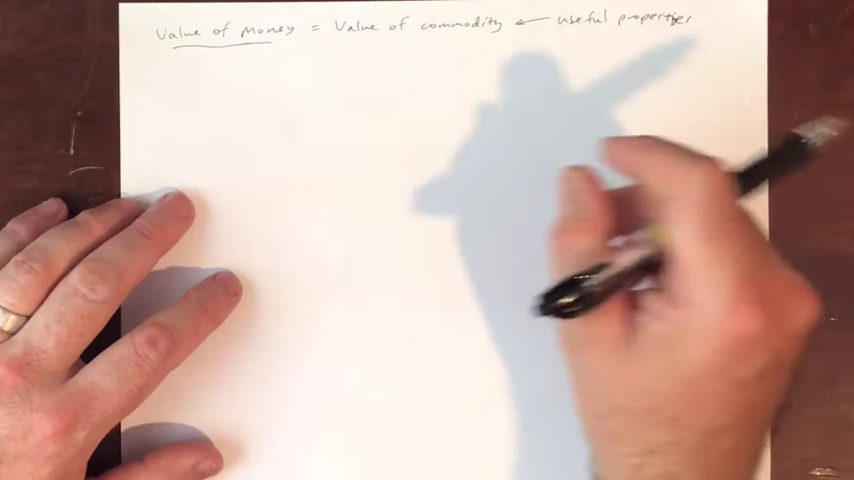 Value of Money = Value of commodity ← useful properties